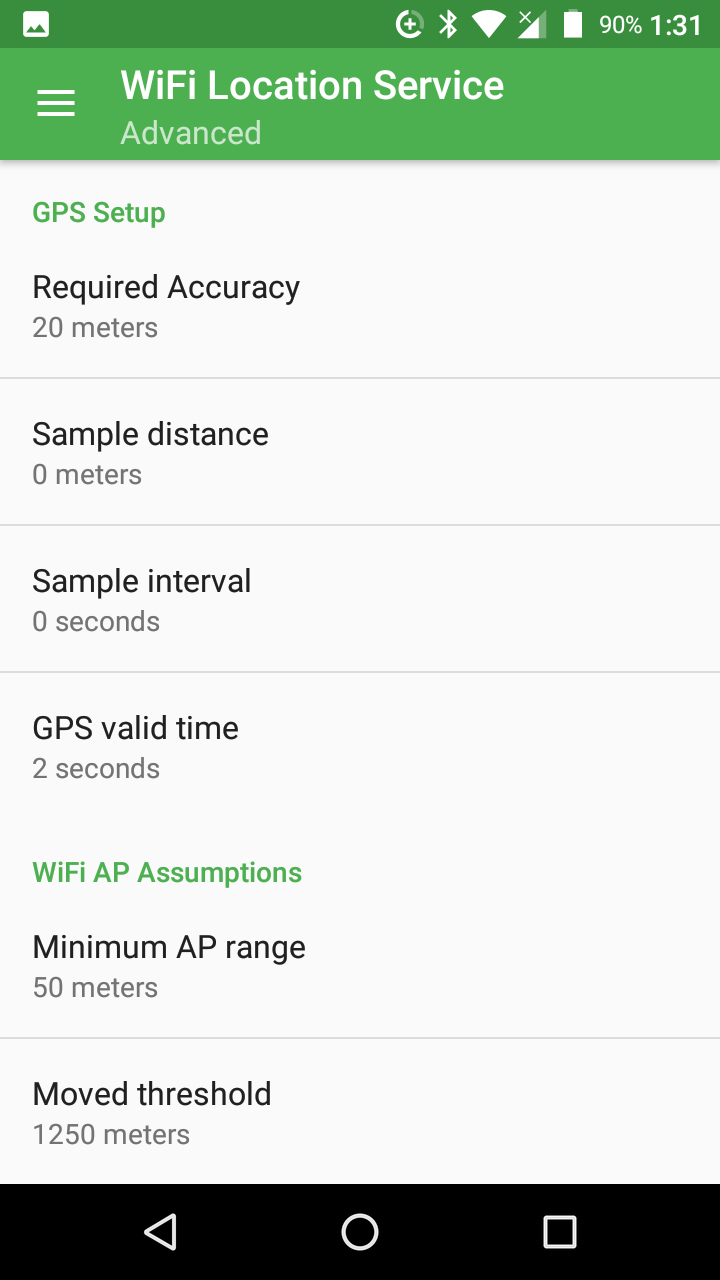 90% 1:31
WiFi Location Service
Advanced
GPS Setup
Required Accuracy
20 meters
Sample distance
0 meters
Sample interval
0 seconds
GPS valid time
2 seconds
WiFi AP Assumptions
Minimum AP range
50 meters
Moved threshold
1250 meters